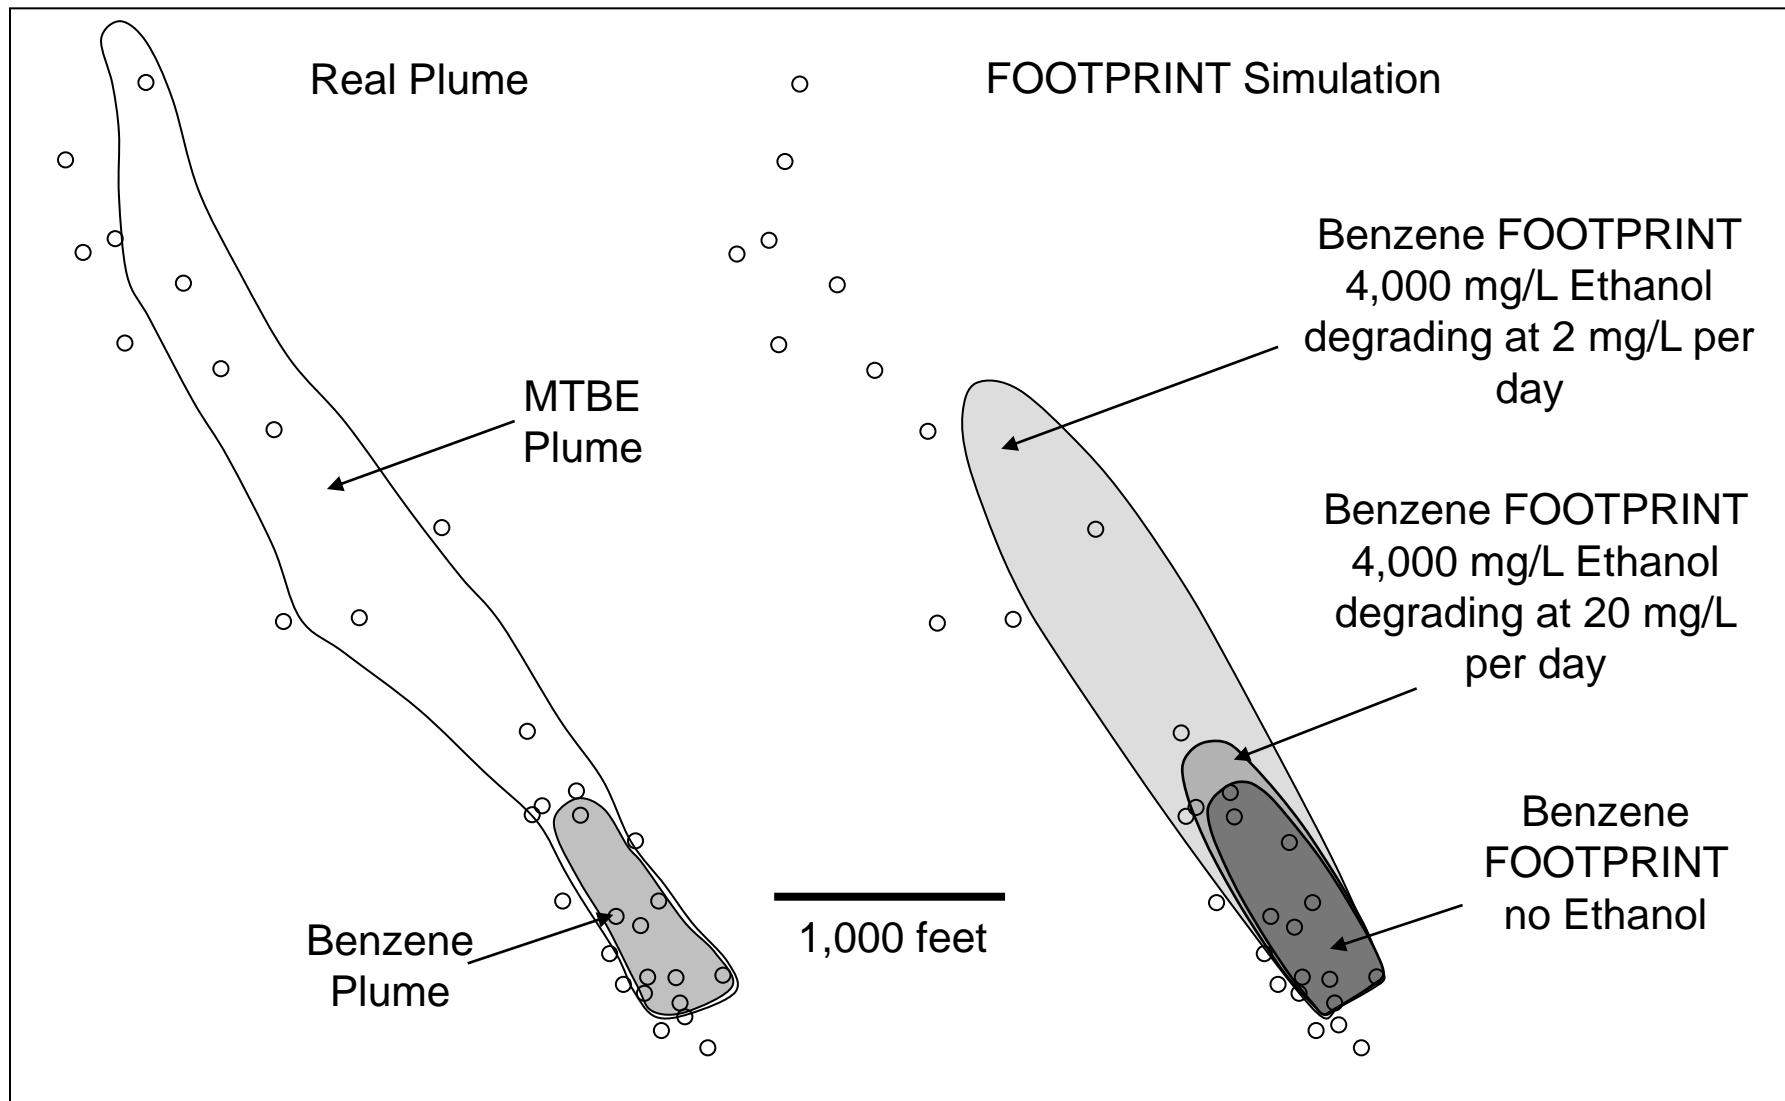 Real Plume
FOOTPRINT Simulation
Benzene FOOTPRINT
4,000 mg/L Ethanol
degrading at 2 mg/L per
day
MTBE
Plume
Benzene FOOTPRINT
4,000 mg/L Ethanol
degrading at 20 mg/L
per day
Benzene
FOOTPRINT
no Ethanol
Benzene
Plume
1,000 feet